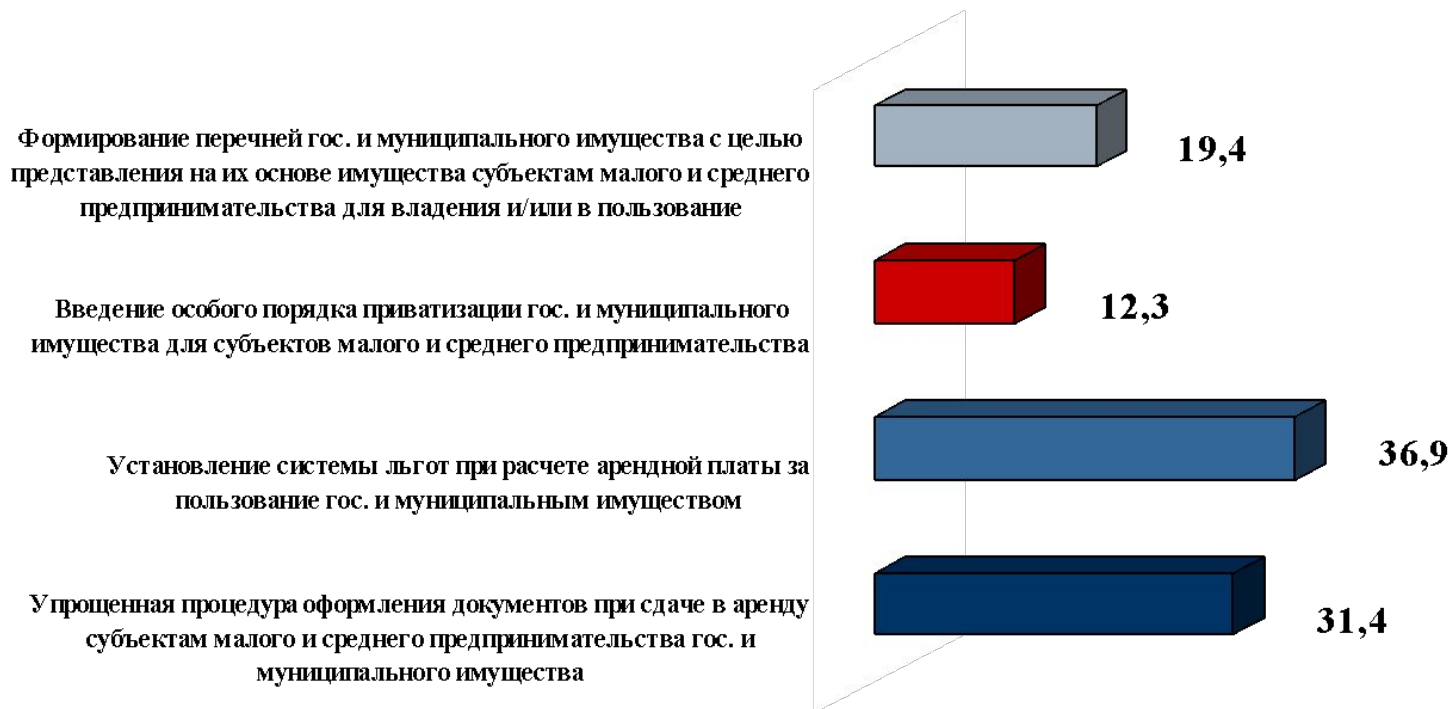 Формирование перечней гос. и муниципального имущества с целью
представления на их основе имущества субъектам малого и среднего
предпринимательства для владения и/или в пользование
19,4
Введение особого порядка приватизации гос. и муниципального
имущества для субъектов малого и среднего предпринимательства
12,3
Установление системы льгот при расчете арендной платы за
пользование гос. и муниципальным имуществом
36,9
Упрощенная процедура оформления документов при сдаче в аренду
субъектам малого и среднего предпринимательства гос. и
муниципального имущества
31,4